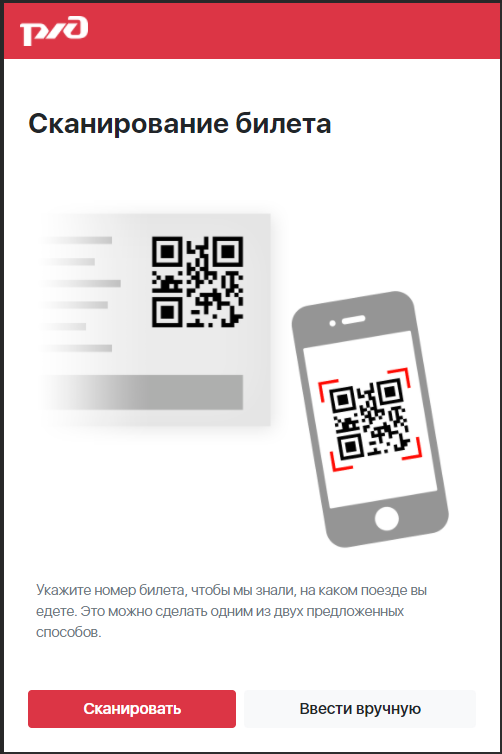 РЖД
Сканирование билета
Укажите номер билета, чтобы мы знали, на каком поезде вы
едете. Это можно сделать одним из двух предложенных
способов.
Сканировать
Ввести вручную